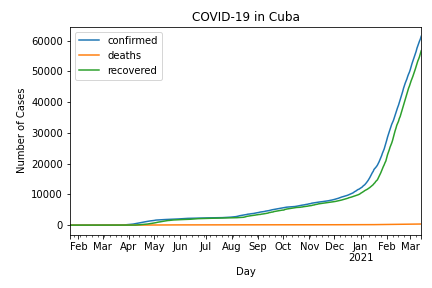 COVID-19 in Cuba
confirmed
deaths
recovered
Number of Cases
60000
50000
40000
30000
20000
10000
0
Feb Mar Apr May Jun Jul Aug Sep Oct Nov Dec Jan Feb Mar
2021
Day